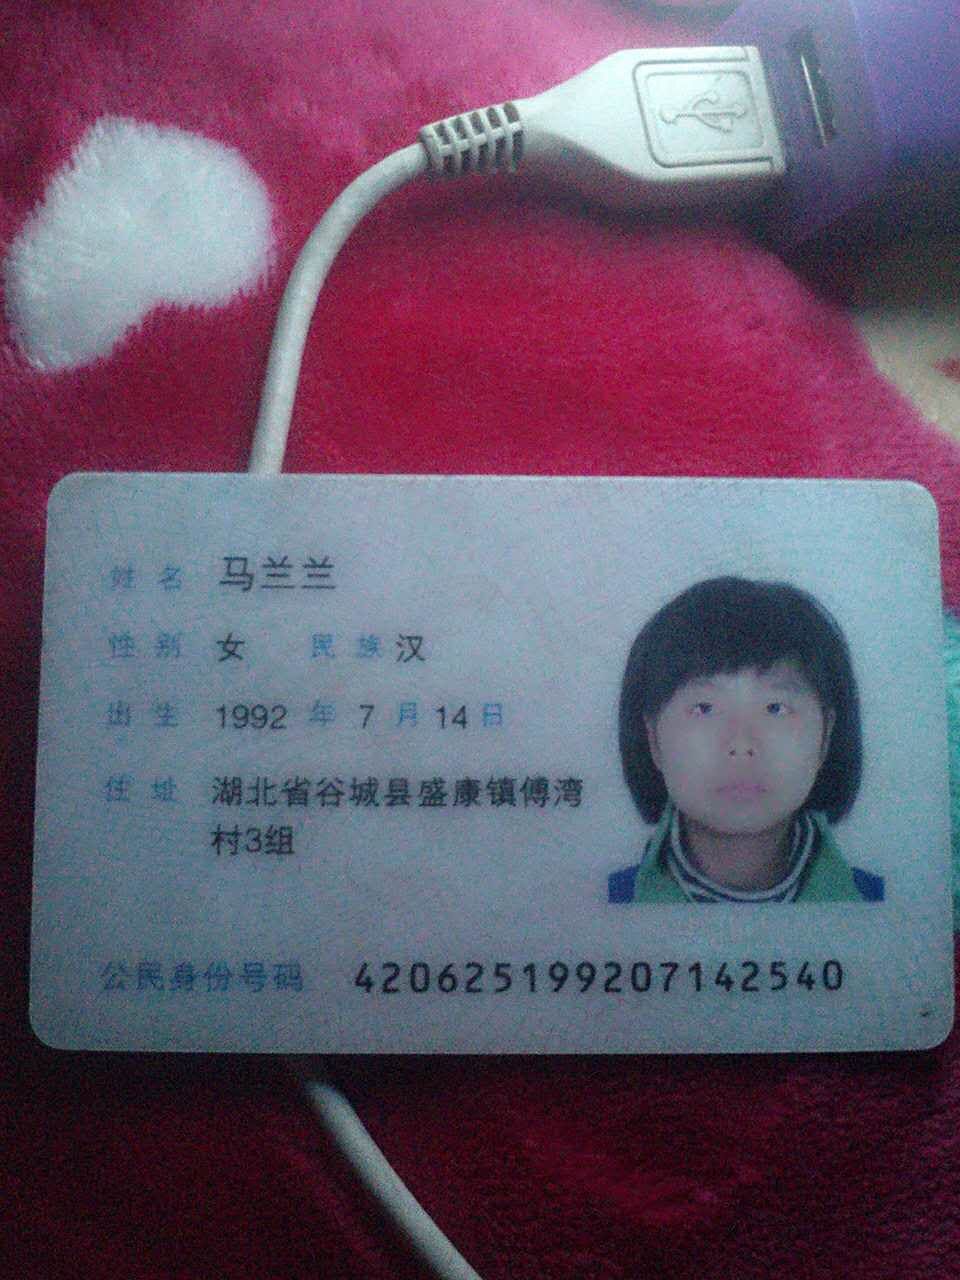 姓名 马兰兰
性别 女 民族 汉
出生 1992 年 7 月 14 日
住址 湖北省谷城县盛康镇傅湾
村3组
公民身份号码 420625199207142540